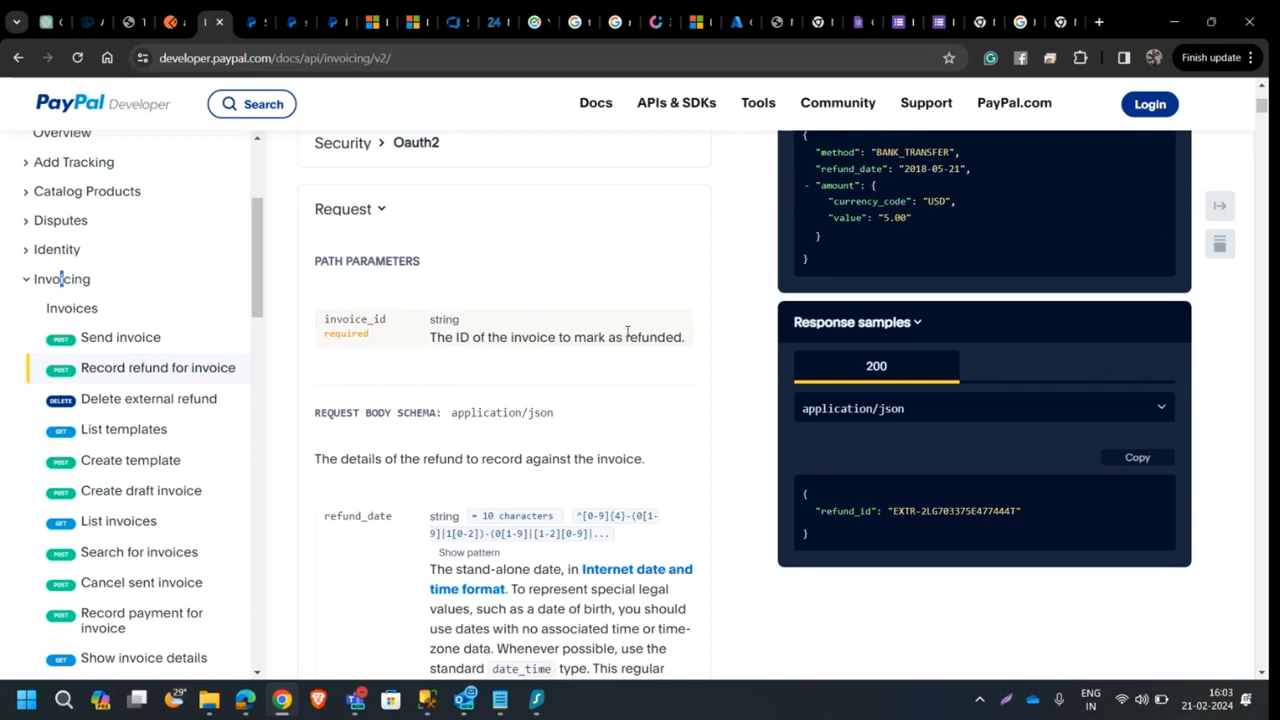 24
developer.paypal.com/docs/api/invoicing/v2/
Finish update
PayPal Developer
Search
Docs
APIs & SDKs
Tools
Community
Support
PayPal.com
Login
Overview
Add Tracking
Catalog Products
Disputes
Identity
Invoicing
Invoices
POST Send invoice
POST Record refund for invoice
DELETE Delete external refund
GET List templates
POST Create template
POST Create draft invoice
GET List invoices
POST Search for invoices
POST Cancel sent invoice
POST Record payment for
invoice
GET Show invoice details
Security > Oauth2
Request
PATH PARAMETERS
invoice_id
required
string
The ID of the invoice to mark as refunded.
REQUEST BODY SCHEMA: application/json
The details of the refund to record against the invoice.
refund_date
string = 10 characters ^[0-9]{4}-(0[1-
9]|1[0-2])-(0[1-9]|[1-2][0-9]|...
Show pattern
The stand-alone date, in Internet date and
time format. To represent special legal
values, such as a date of birth, you should
use dates with no associated time or time-
zone data. Whenever possible, use the
standard date_time type. This regular
{
"method": "BANK_TRANSFER",
"refund_date": "2018-05-21",
- "amount": {
"currency_code": "USD",
"value": "5.00"
}
}
Response samples
200
application/json
Copy
{
"refund_id": "EXTR-2LG703375E477444T"
}
29°
ENG
IN
16:03
21-02-2024